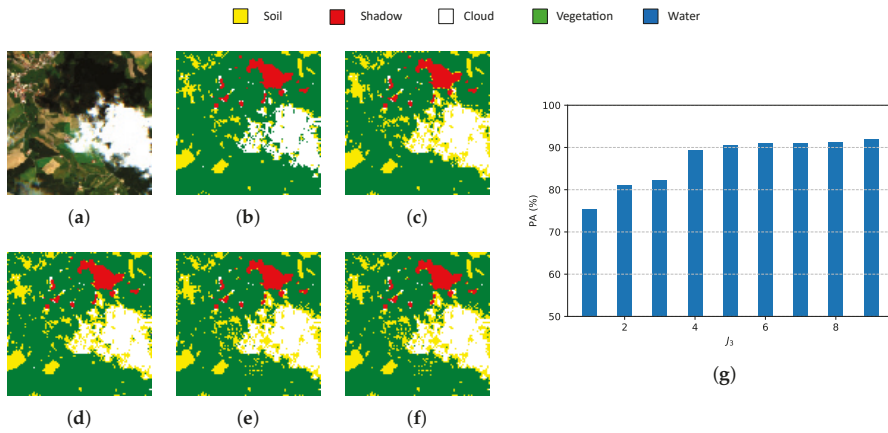 Soil Shadow Cloud Vegetation Water
(a) (b) (c)
(d) (e) (f)
100
90
80
70
60
50
PA (%)
2 4 6 8
J3
(g)